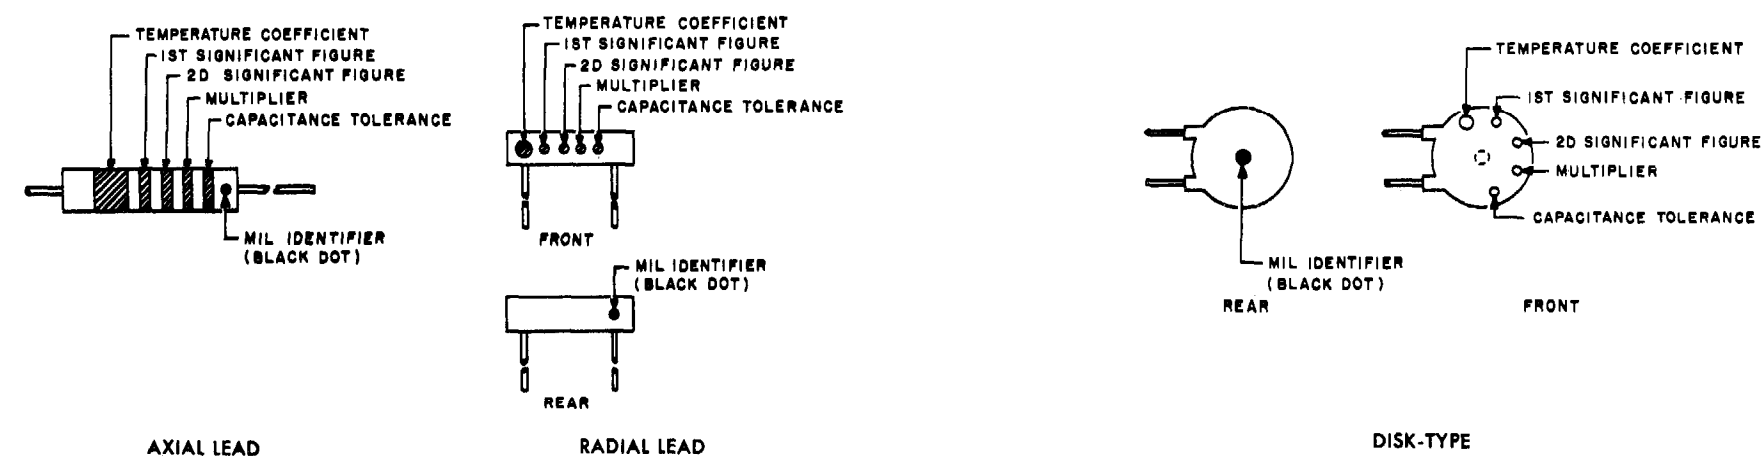 TEMPERATURE COEFFICIENT
1ST SIGNIFICANT FIGURE
2D SIGNIFICANT FIGURE
MULTIPLIER
CAPACITANCE TOLERANCE
MIL IDENTIFIER
(BLACK DOT)
AXIAL LEAD
TEMPERATURE COEFFICIENT
1ST SIGNIFICANT FIGURE
2D SIGNIFICANT FIGURE
MULTIPLIER
CAPACITANCE TOLERANCE
FRONT
MIL IDENTIFIER
(BLACK DOT)
REAR
RADIAL LEAD
MIL IDENTIFIER
(BLACK DOT)
REAR
TEMPERATURE COEFFICIENT
1ST SIGNIFICANT FIGURE
2D SIGNIFICANT FIGURE
MULTIPLIER
CAPACITANCE TOLERANCE
FRONT
DISK-TYPE